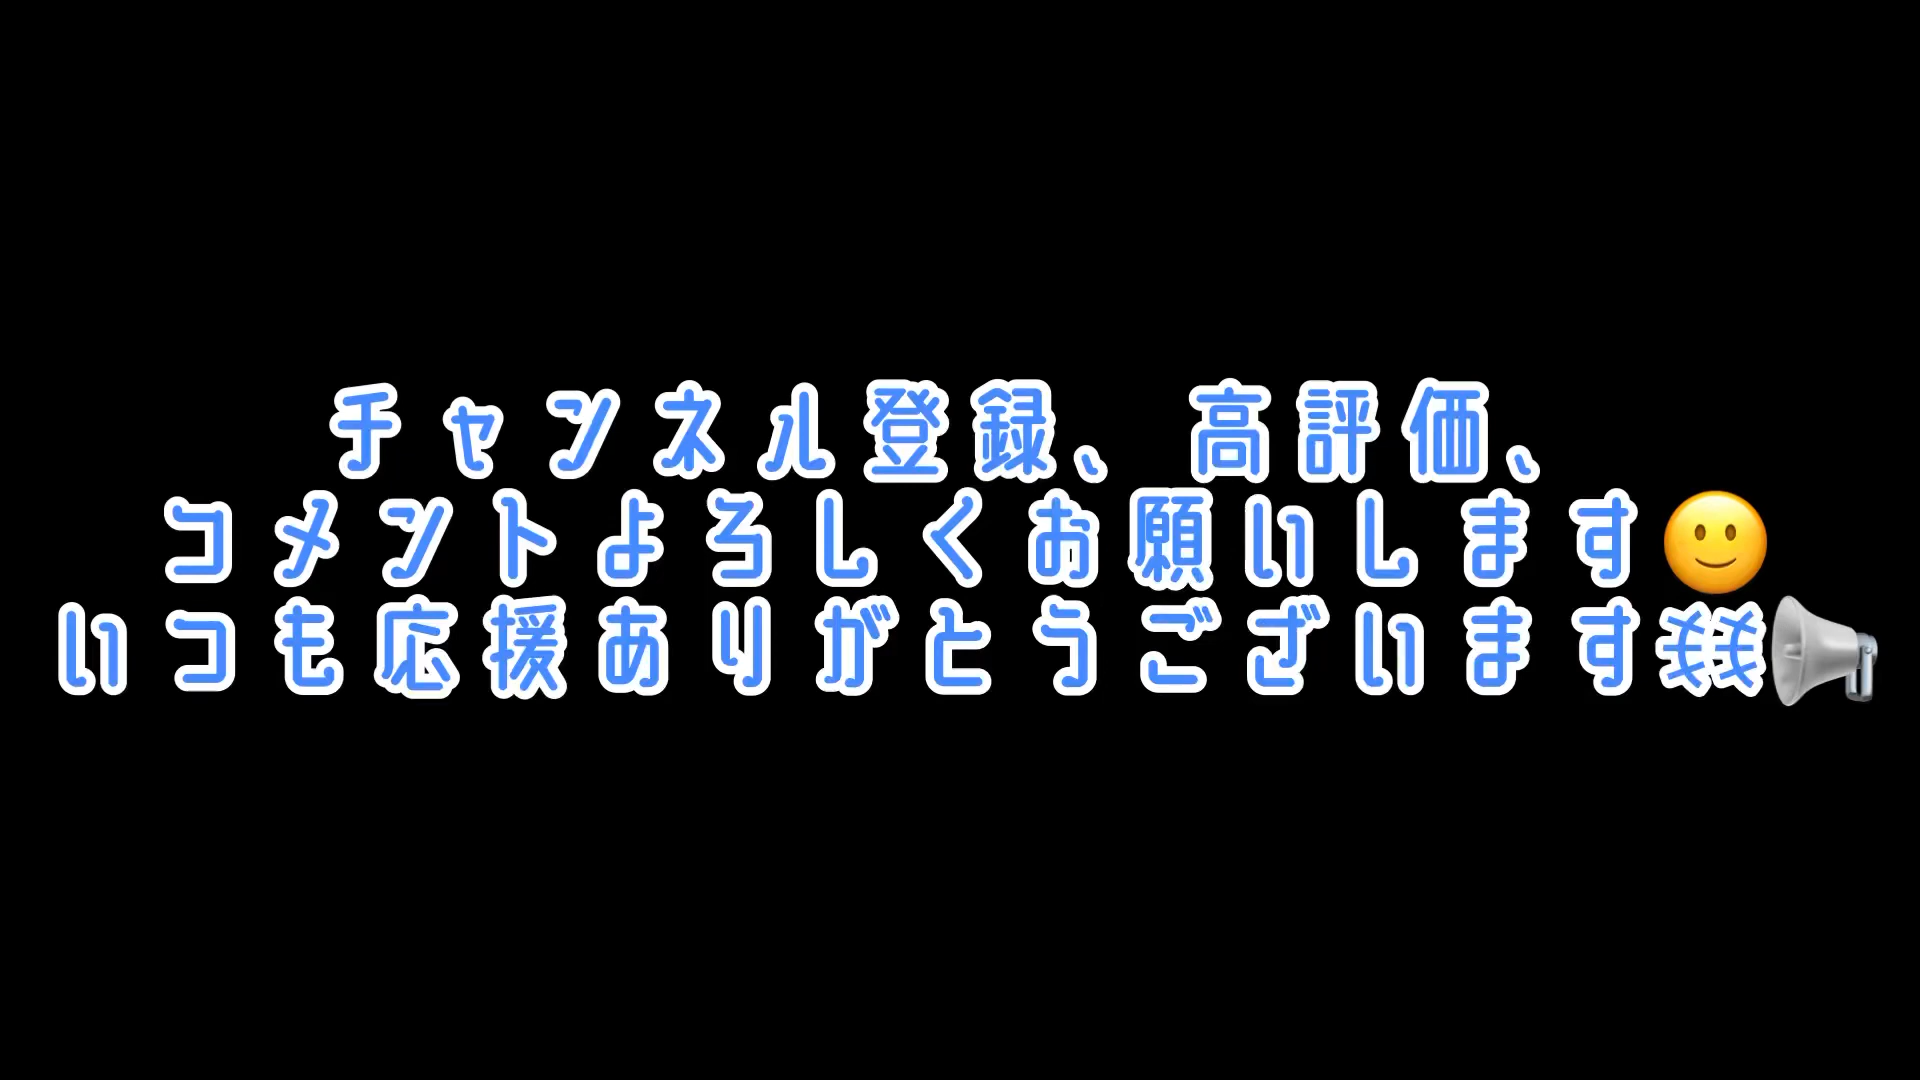 チャンネル登録、高評価、
コメントよろしくお願いします🙂
いつも応援ありがとうございます𓂃𓂃📢